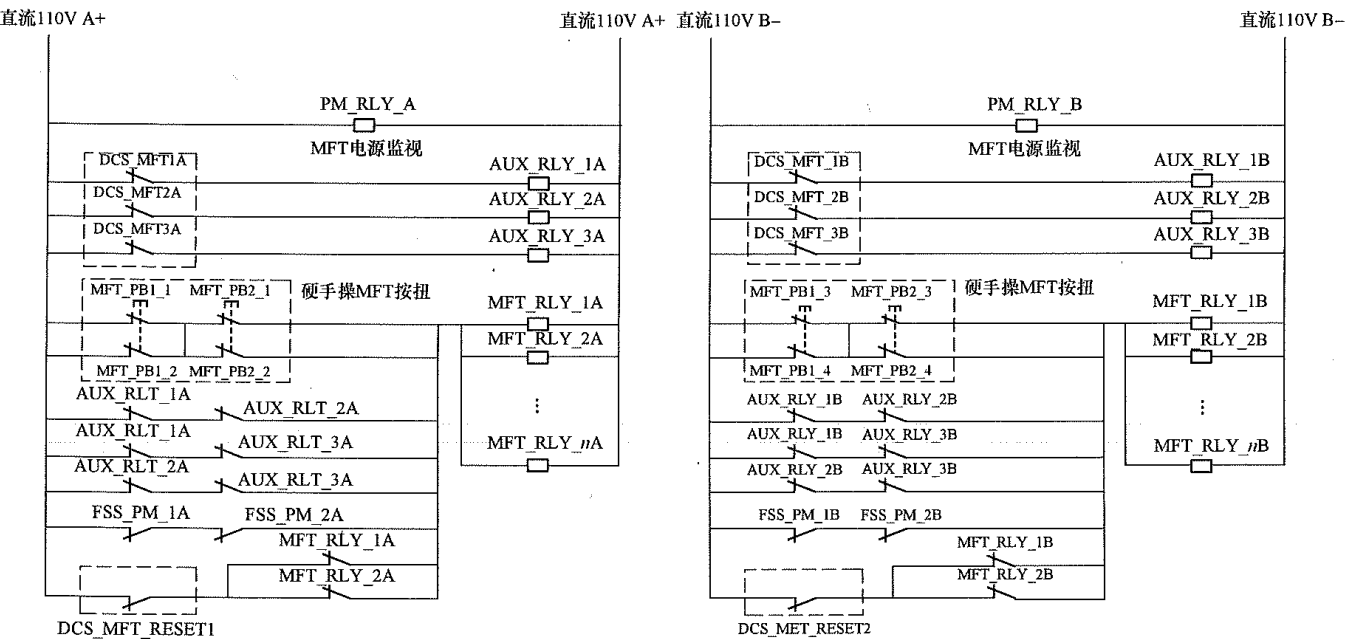 直流110V A+
直流110V A+
PM_RLY_A
MFT电源监视
DCS_MFT1A
AUX_RLY_1A
DCS_MFT2A
AUX_RLY_2A
DCS_MFT3A
AUX_RLY_3A
MFT_PB1_1 MFT_PB2_1
硬手操MFT按扭
MFT_RLY_1A
MFT_RLY_2A
MFT_PB1_2 MFT_PB2_2
AUX_RLT_1A
AUX_RLT_2A
AUX_RLT_1A
AUX_RLT_3A
MFT_RLY_nA
AUX_RLT_2A
AUX_RLT_3A
FSS_PM_1A
FSS_PM_2A
MFT_RLY_1A
MFT_RLY_2A
DCS_MFT_RESET1
直流110V B−
直流110V B−
PM_RLY_B
MFT电源监视
DCS_MFT_1B
AUX_RLY_1B
DCS_MFT_2B
AUX_RLY_2B
DCS_MFT_3B
AUX_RLY_3B
MFT_PB1_3 MFT_PB2_3
硬手操MFT按扭
MFT_RLY_1B
MFT_RLY_2B
MFT_PB1_4 MFT_PB2_4
AUX_RLY_1B AUX_RLY_2B
AUX_RLY_1B AUX_RLY_3B
MFT_RLY_nB
AUX_RLY_2B AUX_RLY_3B
FSS_PM_1B FSS_PM_2B
MFT_RLY_1B
MFT_RLY_2B
DCS_MET_RESET2